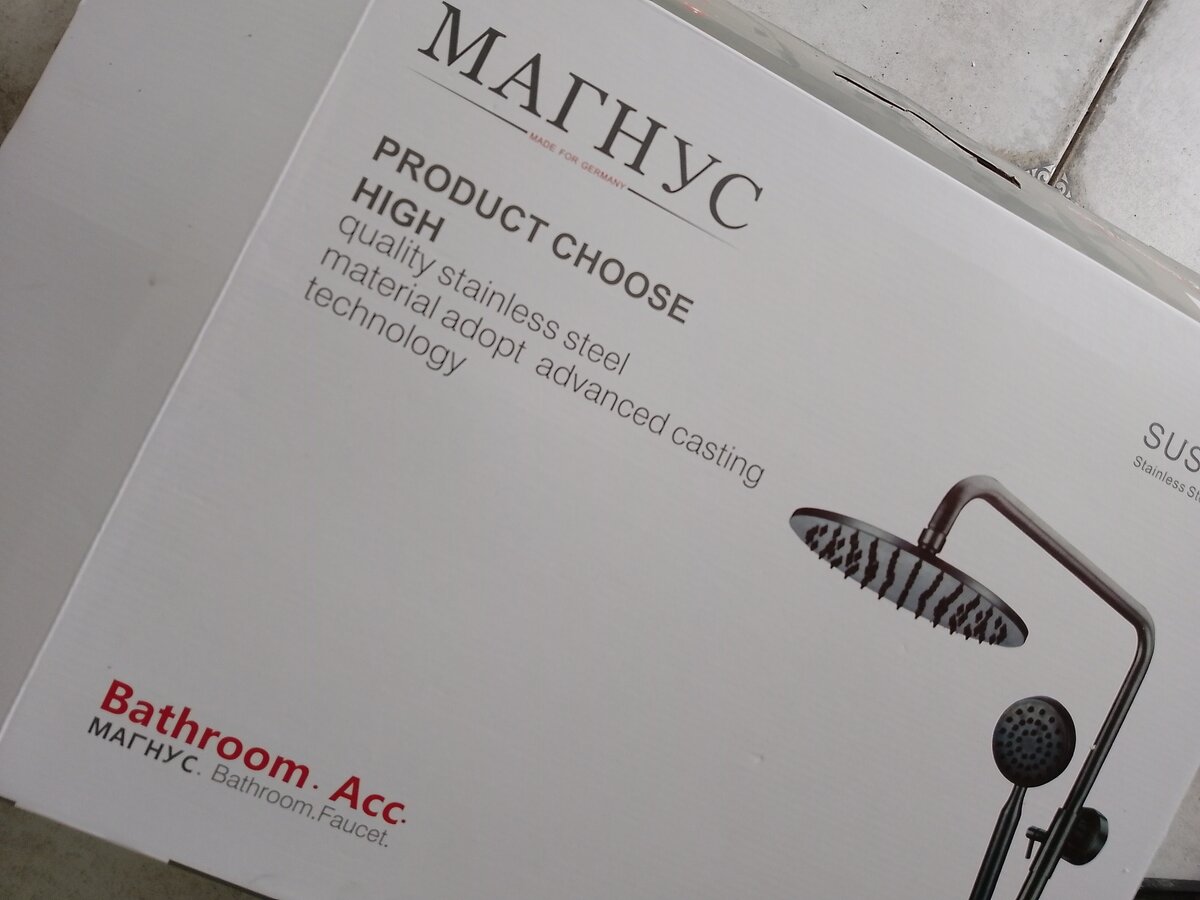 МАГНУС
MADE FOR GERMANY
PRODUCT CHOOSE
HIGH
quality stainless steel
material adopt advanced casting
technology
SUS
Stainless
Bathroom. Acc.
МАГНУС. Bathroom.Faucet.